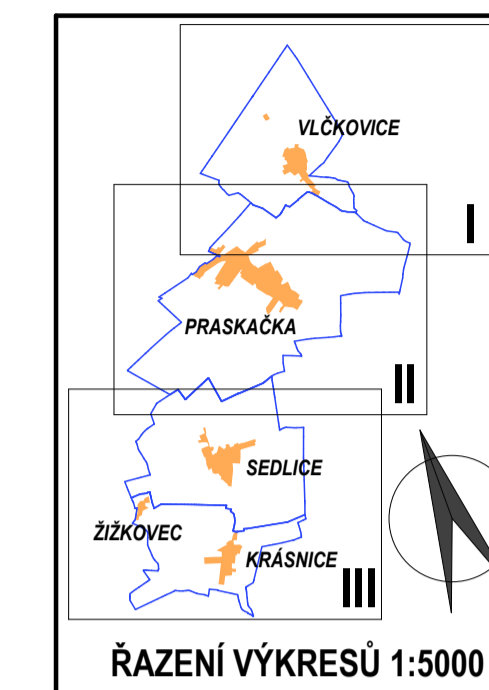 VLČKOVICE
I
PRASKAČKA
II
SEDLICE
ŽIŽKOVEC
KRÁSNICE
III
ŘAZENÍ VÝKRESŮ 1:5000